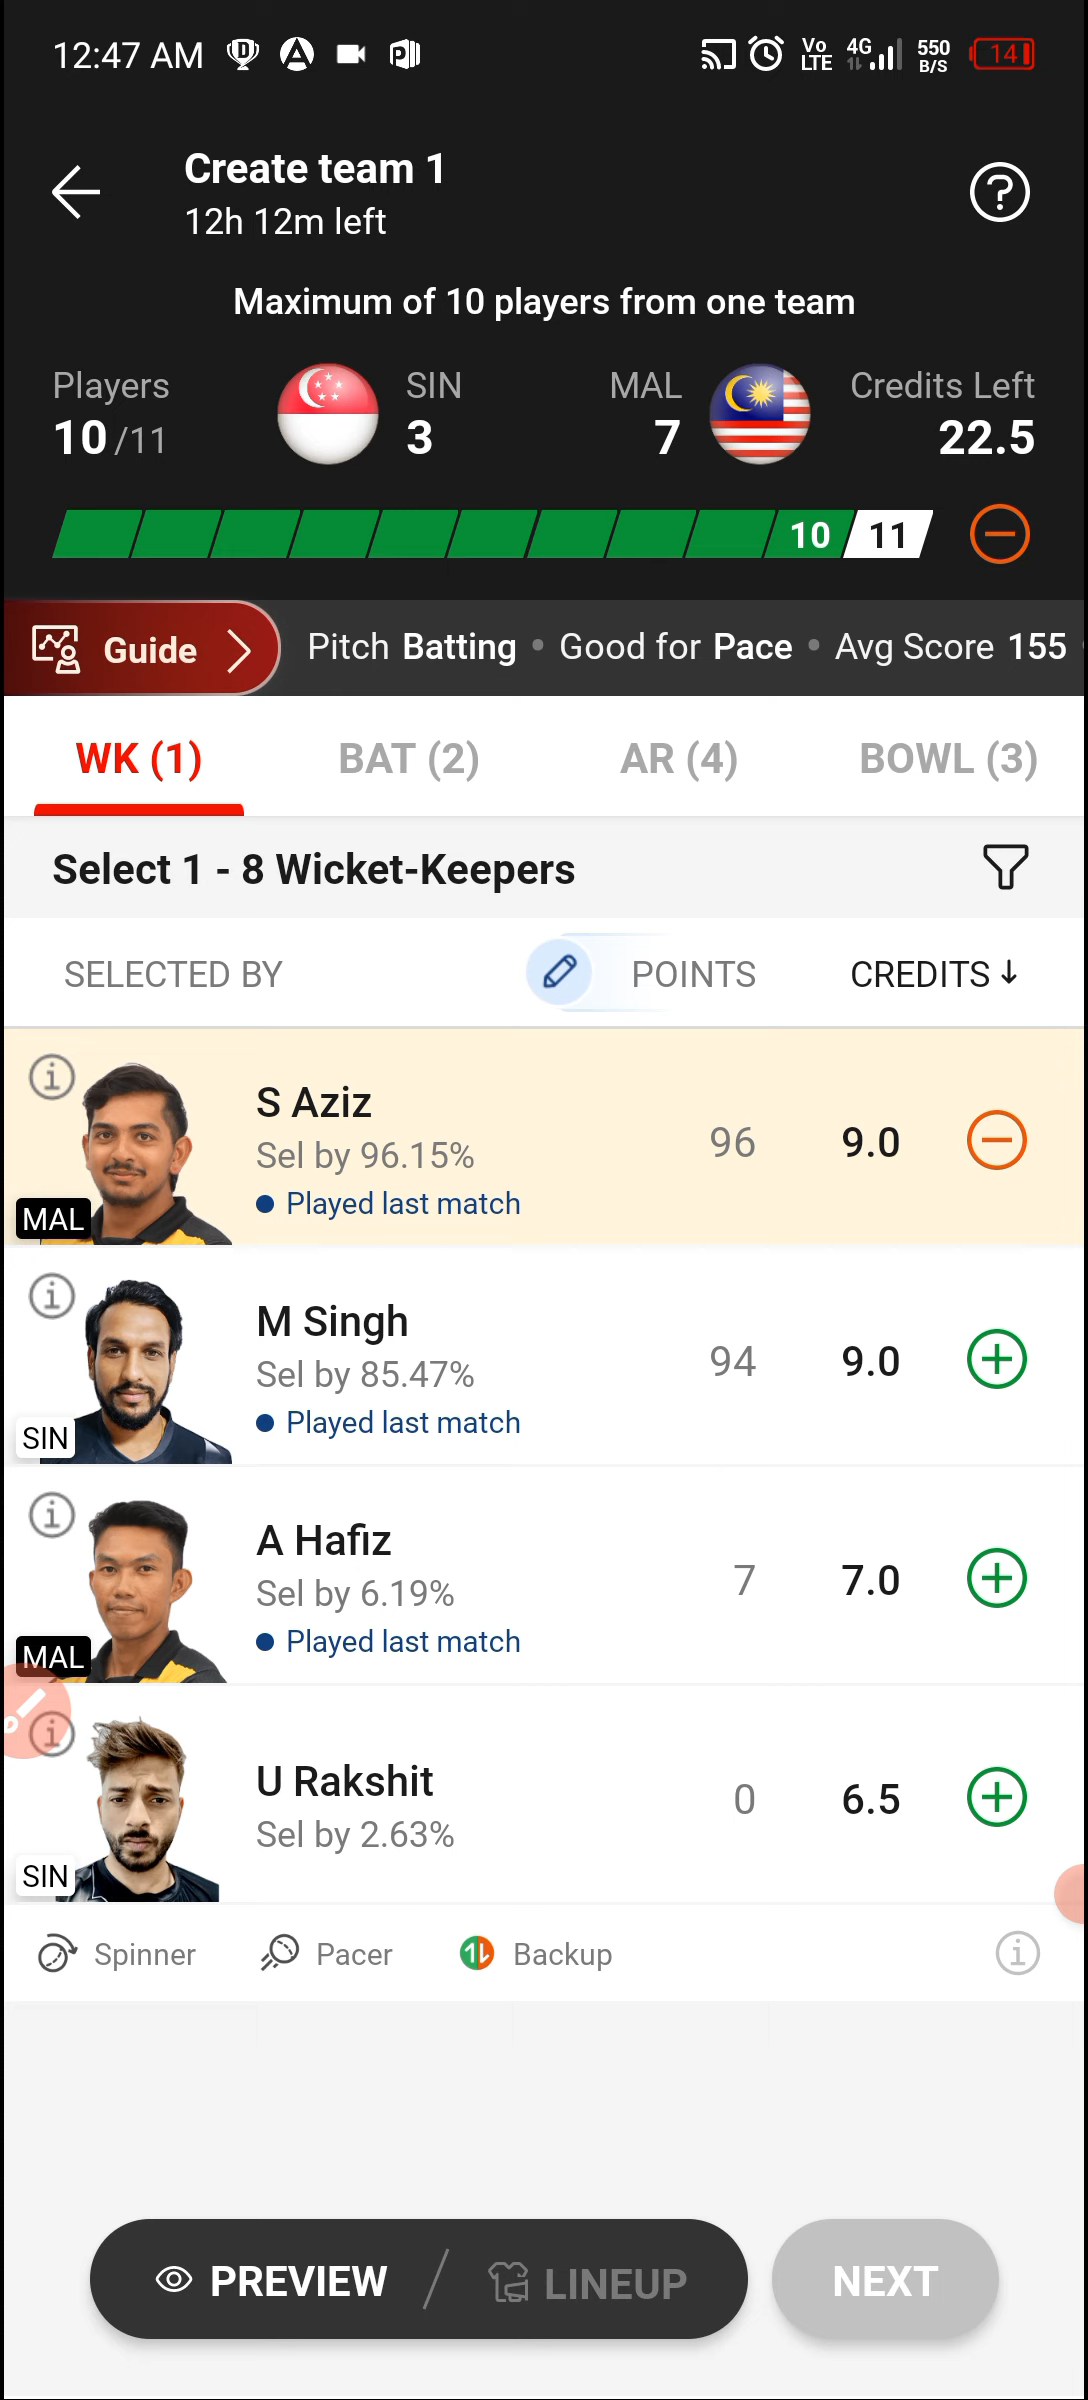 12:47 AM Vo LTE 4G 550 B/S 14
Create team 1
12h 12m left
Maximum of 10 players from one team
Players SIN MAL Credits Left
10/11 3 7 22.5
10 11
Guide Pitch Batting • Good for Pace • Avg Score 155
WK (1) BAT (2) AR (4) BOWL (3)
Select 1 - 8 Wicket-Keepers
SELECTED BY POINTS CREDITS ↓
S Aziz
Sel by 96.15% 96 9.0
Played last match
MAL
M Singh
Sel by 85.47% 94 9.0
Played last match
SIN
A Hafiz
Sel by 6.19% 7 7.0
Played last match
MAL
U Rakshit
Sel by 2.63% 0 6.5
SIN
Spinner Pacer Backup
PREVIEW / LINEUP NEXT